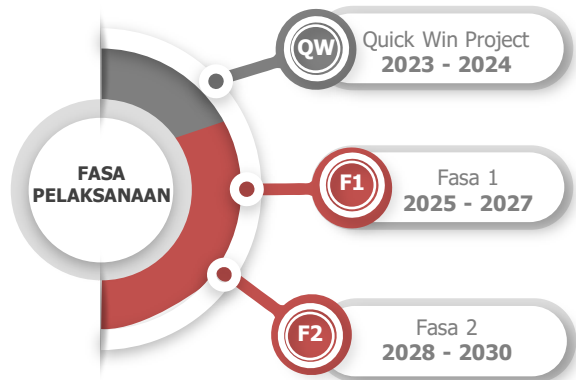 FASA
PELAKSANAAN
QW
Quick Win Project
2023 - 2024
F1
Fasa 1
2025 - 2027
F2
Fasa 2
2028 - 2030